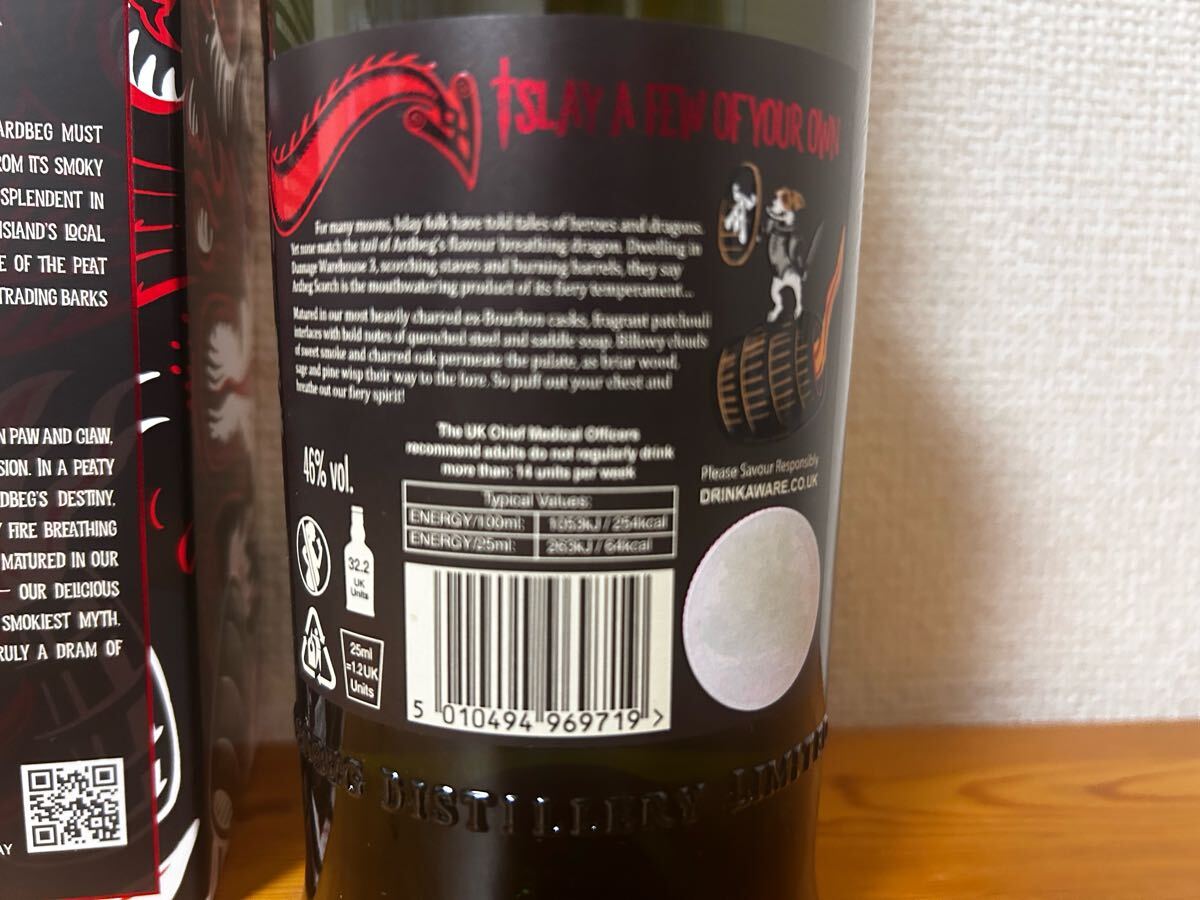 ARDBEG MUST
ROM ITS SMOKY
SPLENDENT IN
ISLAND'S LOCAL
E OF THE PEAT
TRADING BARKS
N PAW AND CLAW,
SION. IN A PEATY
DBEG'S DESTINY.
Y FIRE BREATHING
MATURED IN OUR
– OUR DELICIOUS
SMOKIEST MYTH.
RULY A DRAM OF
AY
ISLAY A FEW OF YOUR OWN
For many moons, Islay folk have told tales of heroes and dragons.
Yet none match the tail of Ardbeg's flavour breathing dragon. Dwelling in
Dunnage Warehouse 3, scorching staves and burning barrels, they say
Ardbeg Scorch is the mouthwatering product of its fiery temperament...
Matured in our most heavily charred ex-Bourbon casks, fragrant patchouli
interlaces with bold notes of quenched steel and saddle soap. Billowy clouds
of sweet smoke and charred oak permeate the palate, as briar wood,
sage and pine wisp their way to the fore. So puff out your chest and
breathe out our fiery spirit!
46% vol.
The UK Chief Medical Officers
recommend adults do not regularly drink
more than: 14 units per week
Please Savour Responsibly
DRINKAWARE.CO.UK
Typical Values:
ENERGY/100ml: 1053kJ / 254kcal
ENERGY/25ml: 263kJ / 64kcal
32.2
UK
Units
25ml
=1.2UK
Units
5 010494 969719 >
DISTILLERY LIMITED